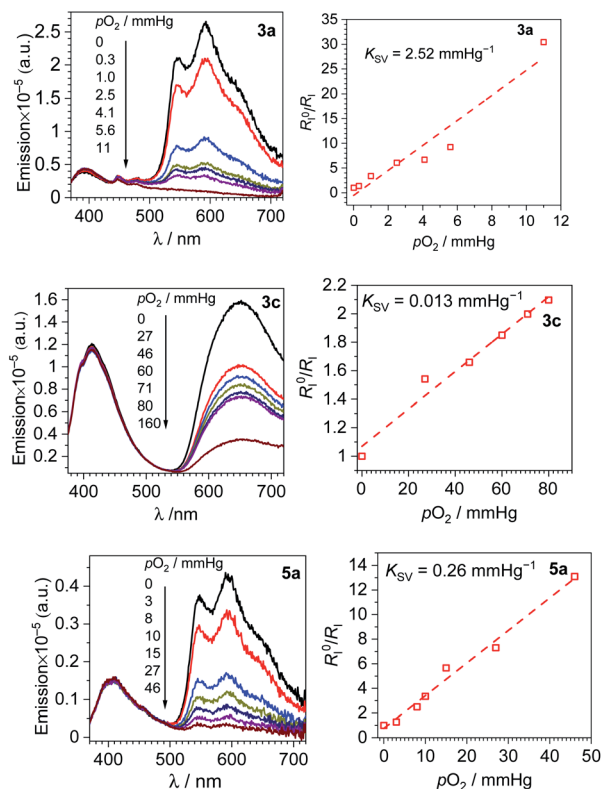 3a
pO₂ / mmHg
0
0.3
1.0
2.5
4.1
5.6
11
2.5
2
1.5
1
0.5
0
Emission×10⁻⁵ (a.u.)
400 500 600 700
λ / nm
3a
K_SV = 2.52 mmHg⁻¹
35
30
25
20
15
10
5
0
R_I⁰/R_I
0 2 4 6 8 10 12
pO₂ / mmHg
3c
pO₂ / mmHg
0
27
46
60
71
80
160
1.6
1.4
1.2
1.0
0.8
0.6
0.4
0.2
Emission×10⁻⁵ (a.u.)
400 500 600 700
λ /nm
K_SV = 0.013 mmHg⁻¹
3c
2.2
2
1.8
1.6
1.4
1.2
1
R_I⁰/R_I
0 20 40 60 80
pO₂ / mmHg
5a
pO₂ / mmHg
0
3
8
10
15
27
46
0.4
0.3
0.2
0.1
0
Emission×10⁻⁵ (a.u.)
400 500 600 700
λ / nm
5a
K_SV = 0.26 mmHg⁻¹
14
12
10
8
6
4
2
0
R_I⁰/R_I
0 10 20 30 40 50
pO₂ / mmHg